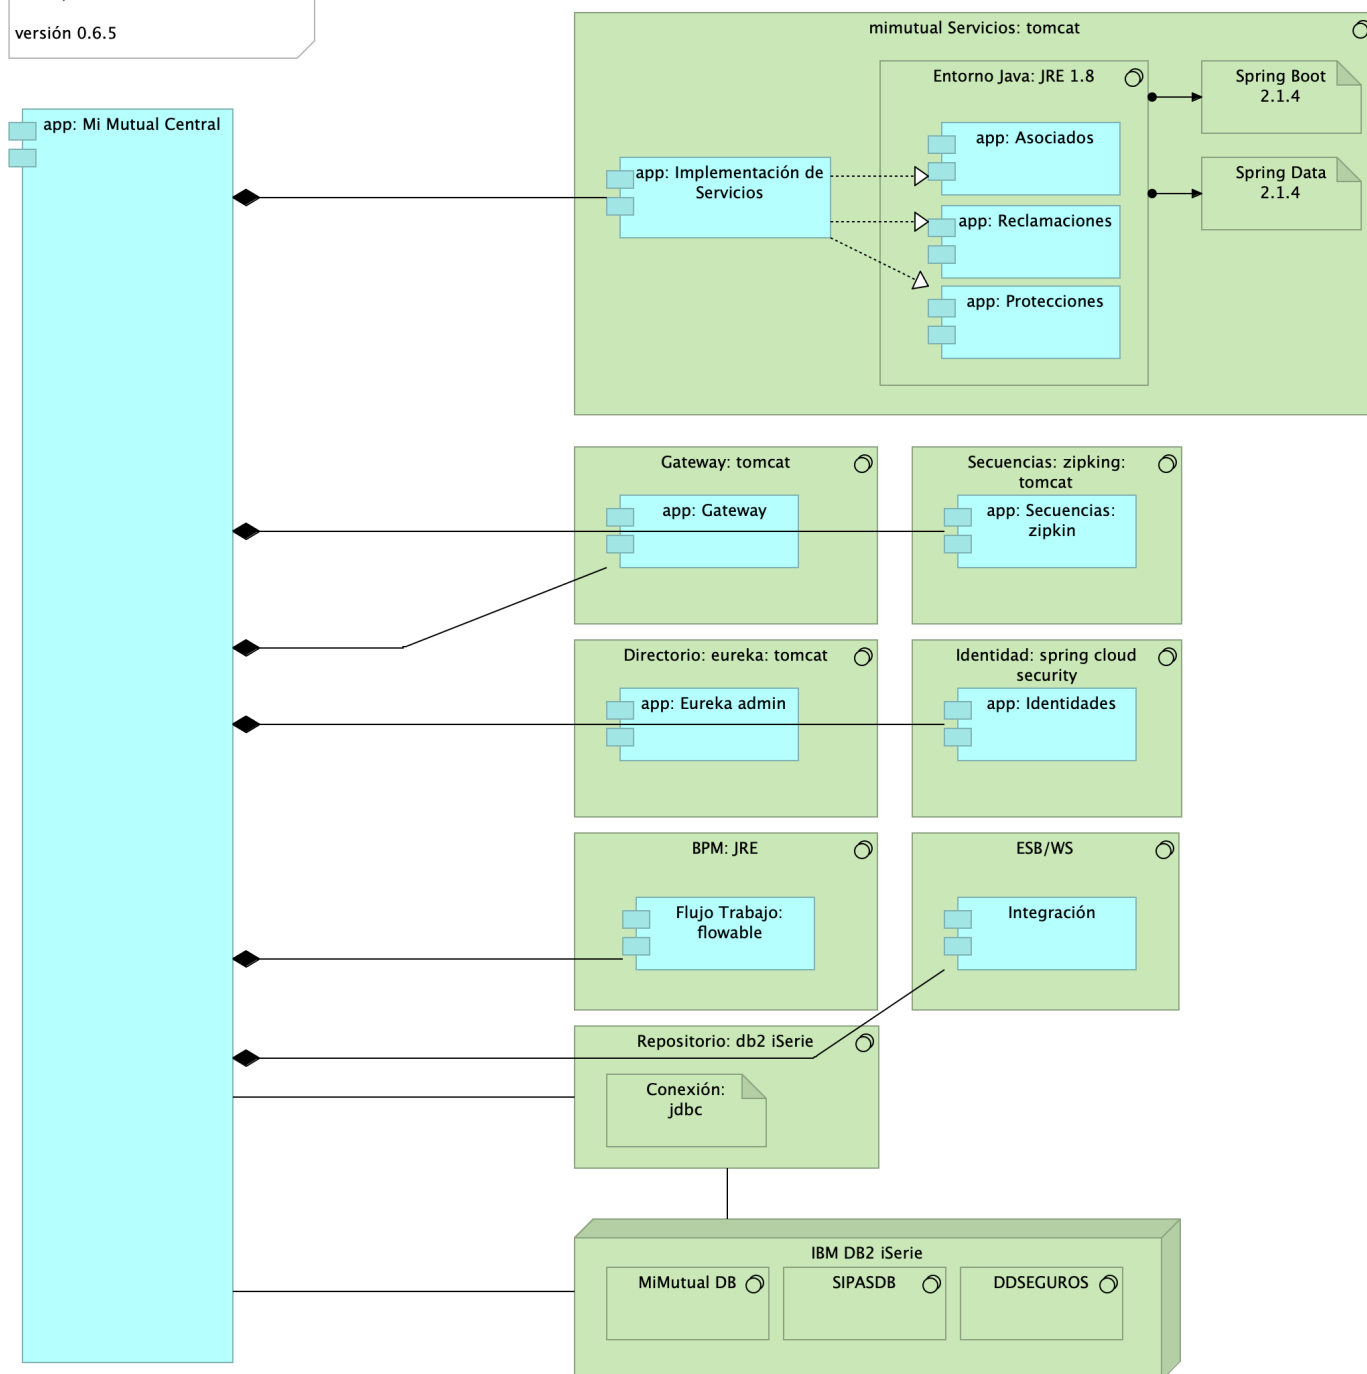 versión 0.6.5
mimutual Servicios: tomcat
Entorno Java: JRE 1.8
Spring Boot
2.1.4
app: Mi Mutual Central
app: Asociados
app: Implementación de
Servicios
Spring Data
2.1.4
app: Reclamaciones
app: Protecciones
Gateway: tomcat
Secuencias: zipking:
tomcat
app: Gateway
app: Secuencias:
zipkin
Directorio: eureka: tomcat
Identidad: spring cloud
security
app: Eureka admin
app: Identidades
BPM: JRE
ESB/WS
Flujo Trabajo:
flowable
Integración
Repositorio: db2 iSerie
Conexión:
jdbc
IBM DB2 iSerie
MiMutual DB
SIPASDB
DDSEGUROS